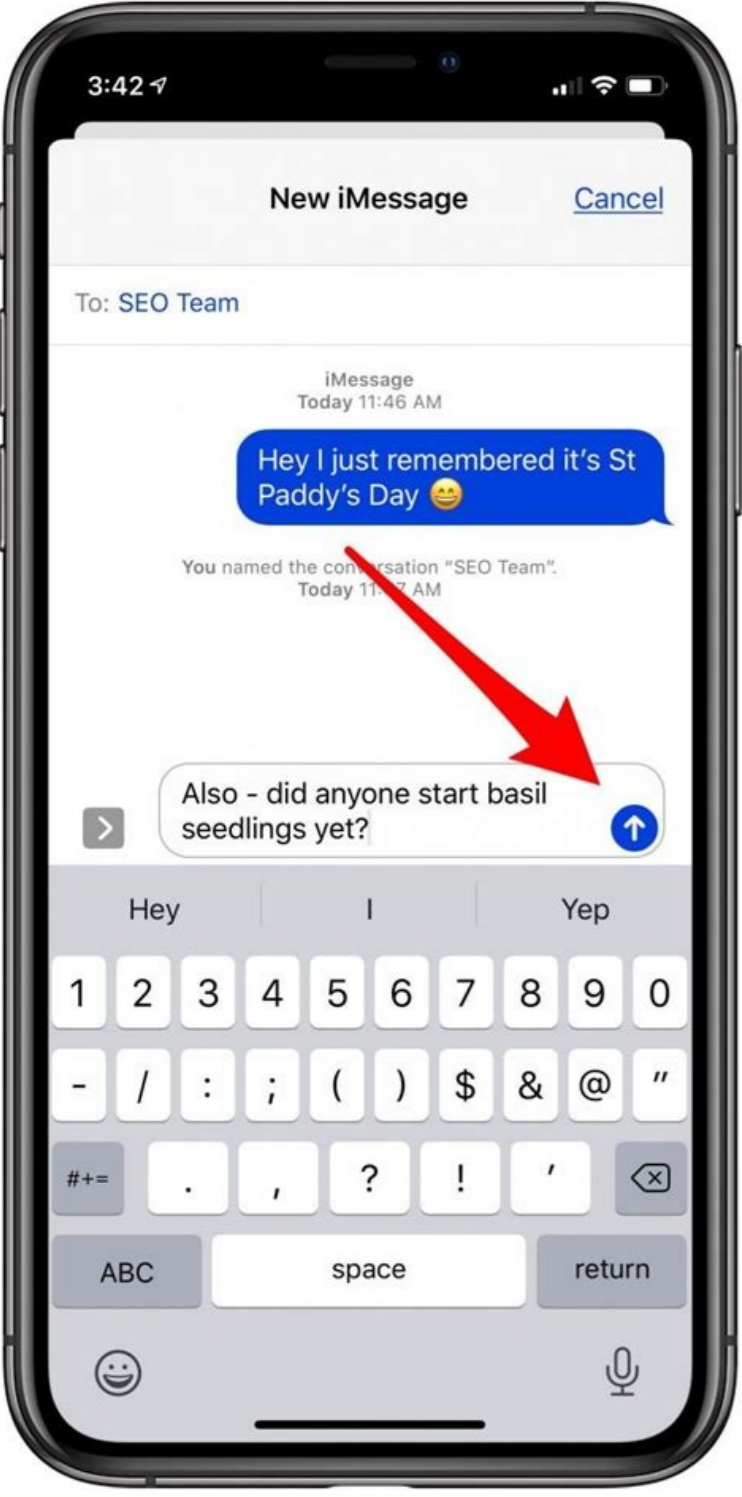 3:42
New iMessage
Cancel
To: SEO Team
iMessage
Today 11:46 AM
Hey I just remembered it's St
Paddy's Day 😄
You named the conversation “SEO Team”.
Today 11:47 AM
Also - did anyone start basil
seedlings yet?
Hey I Yep
1 2 3 4 5 6 7 8 9 0
- / : ; ( ) $ & @ "
#+= . , ? ! '
ABC space return